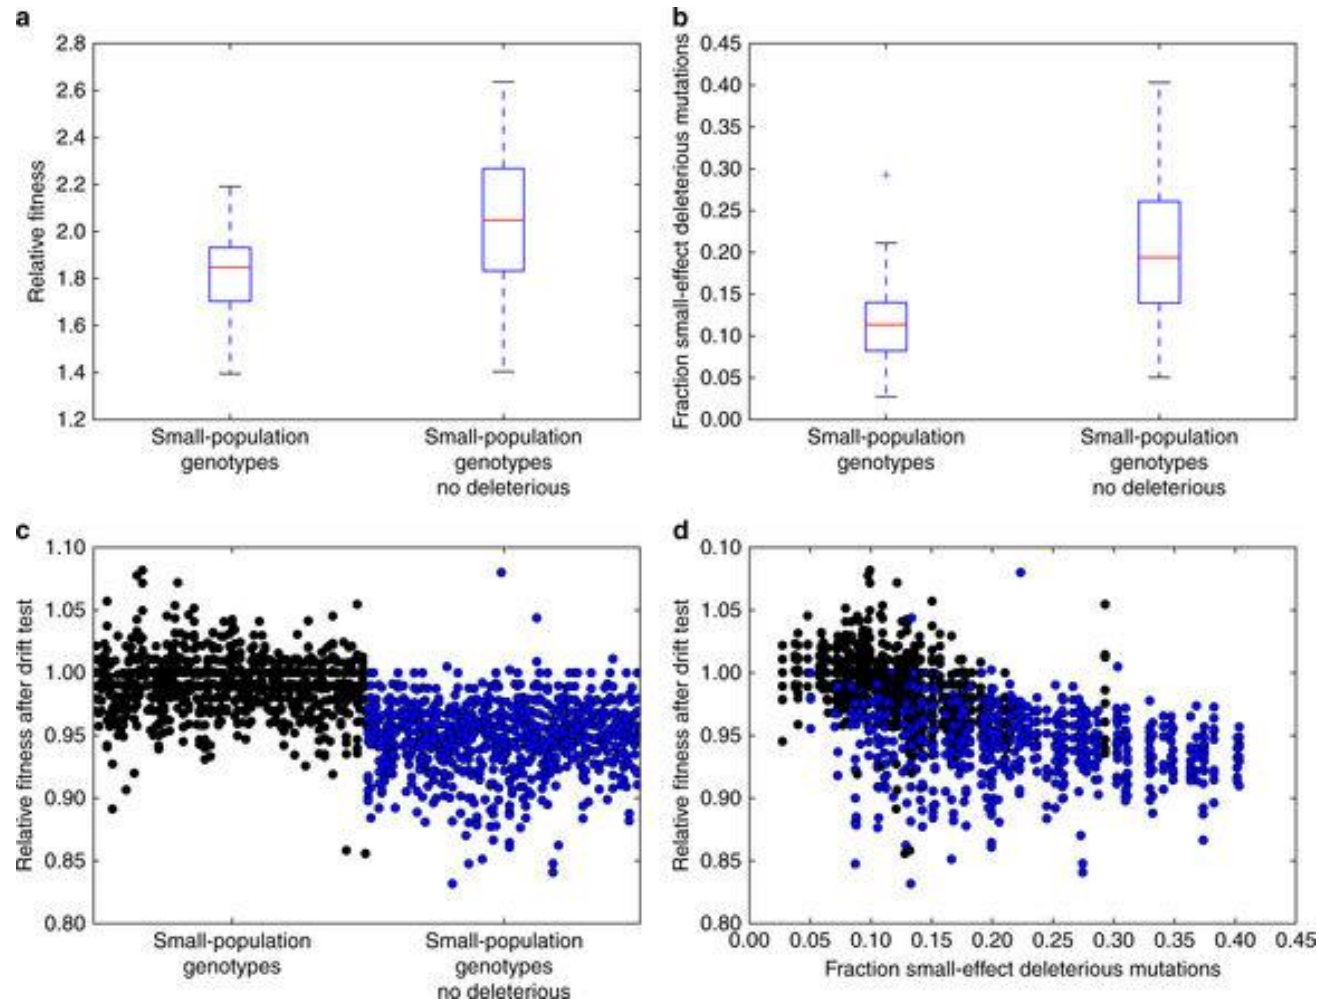 a
Relative fitness
2.8
2.6
2.4
2.2
2.0
1.8
1.6
1.4
1.2
Small-population
genotypes
Small-population
genotypes
no deleterious
b
Fraction small-effect deleterious mutations
0.45
0.40
0.35
0.30
0.25
0.20
0.15
0.10
0.05
0.00
Small-population
genotypes
Small-population
genotypes
no deleterious
c
Relative fitness after drift test
1.10
1.05
1.00
0.95
0.90
0.85
0.80
Small-population
genotypes
Small-population
genotypes
no deleterious
d
Relative fitness after drift test
0.10
1.05
1.00
0.95
0.90
0.85
0.80
0.00 0.05 0.10 0.15 0.20 0.25 0.30 0.35 0.40 0.45
Fraction small-effect deleterious mutations